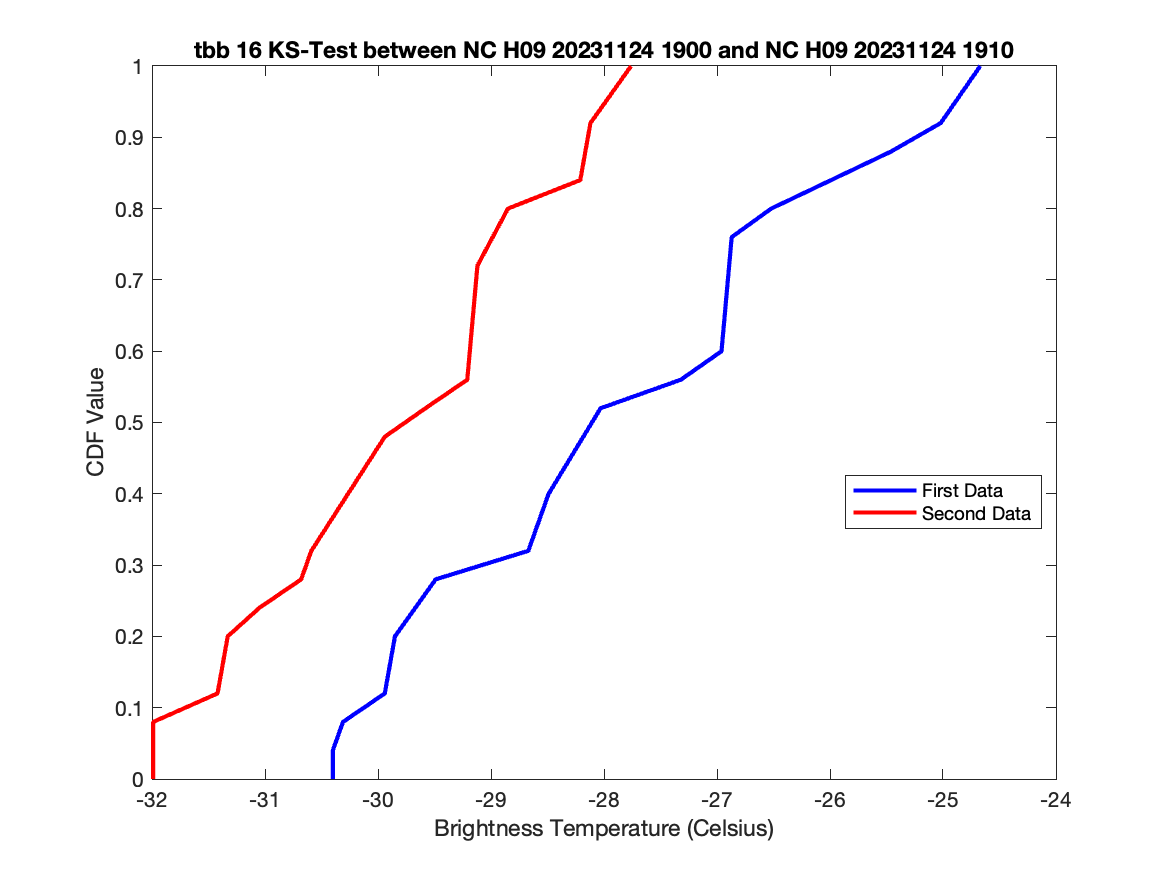 tbb 16 KS-Test between NC H09 20231124 1900 and NC H09 20231124 1910
1
0.9
0.8
0.7
0.6
0.5
0.4
0.3
0.2
0.1
0
CDF Value
First Data
Second Data
-32 -31 -30 -29 -28 -27 -26 -25 -24
Brightness Temperature (Celsius)